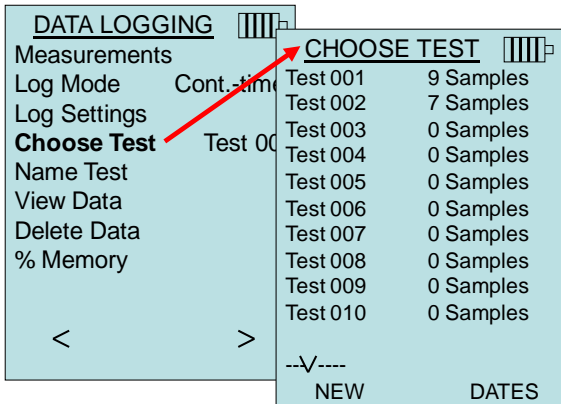 DATA LOGGING
Measurements
Log Mode Cont.-time
Log Settings
Choose Test Test 00
Name Test
View Data
Delete Data
% Memory
< >
CHOOSE TEST
Test 001 9 Samples
Test 002 7 Samples
Test 003 0 Samples
Test 004 0 Samples
Test 005 0 Samples
Test 006 0 Samples
Test 007 0 Samples
Test 008 0 Samples
Test 009 0 Samples
Test 010 0 Samples
--\/----
NEW DATES